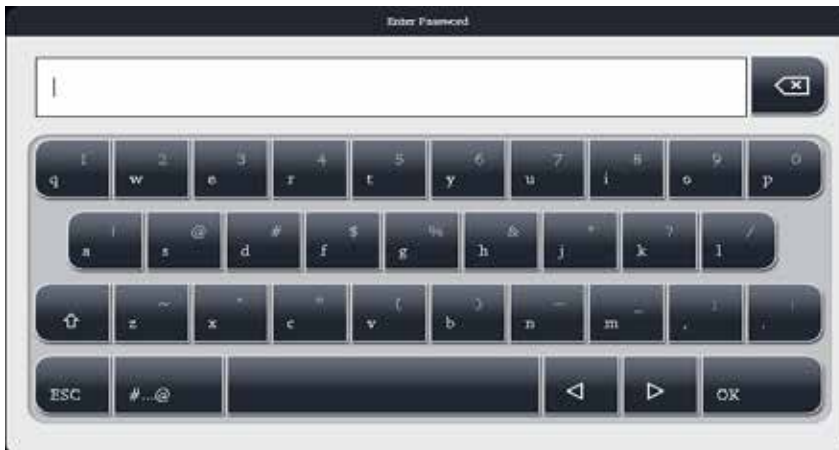 Enter Password
1 2 3 4 5 6 7 8 9 0
q w e r t y u i o p
! @ # $ % & * ? /
a s d f g h j k l
~ ( ) _
z x c v b n m , .
ESC #...@ OK